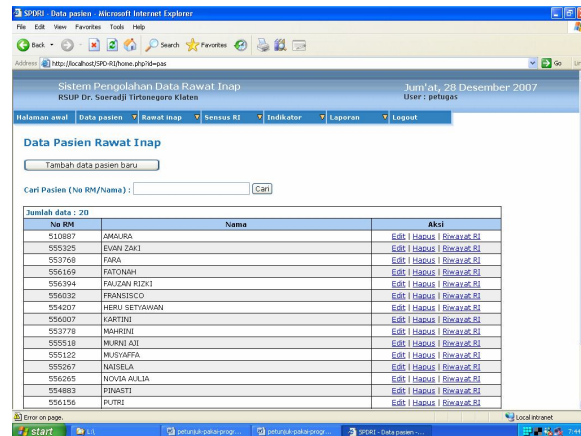 SPDRI - Data pasien - Microsoft Internet Explorer
File Edit View Favorites Tools Help
Back Search Favorites
Address http://localhost/SPD-RI/home.php?id=pas Go
Sistem Pengolahan Data Rawat Inap Jum'at, 28 Desember 2007
RSUP Dr. Soeradji Tirtonegoro Klaten User : petugas
Halaman awal Data pasien Rawat inap Sensus RI Indikator Laporan Logout
Data Pasien Rawat Inap
Tambah data pasien baru
Cari Pasien (No RM/Nama) : Cari
Jumlah data : 20
No RM Nama Aksi
510887 AMAURA Edit | Hapus | Riwayat RI
555325 EVAN ZAKI Edit | Hapus | Riwayat RI
553768 FARA Edit | Hapus | Riwayat RI
556169 FATONAH Edit | Hapus | Riwayat RI
556394 FAUZAN RIZKI Edit | Hapus | Riwayat RI
556032 FRANSISCO Edit | Hapus | Riwayat RI
554207 HERU SETYAWAN Edit | Hapus | Riwayat RI
556007 KARTINI Edit | Hapus | Riwayat RI
553778 MAHRINI Edit | Hapus | Riwayat RI
555518 MURNI AJI Edit | Hapus | Riwayat RI
555122 MUSYAFFA Edit | Hapus | Riwayat RI
555267 NAISELA Edit | Hapus | Riwayat RI
556265 NOVIA AULIA Edit | Hapus | Riwayat RI
554883 PINASTI Edit | Hapus | Riwayat RI
556156 PUTRI Edit | Hapus | Riwayat RI
Error on page. Local intranet
start petunjuk-pakai-progr... petunjuk-pakai-progr... SPDRI - Data pasien -...